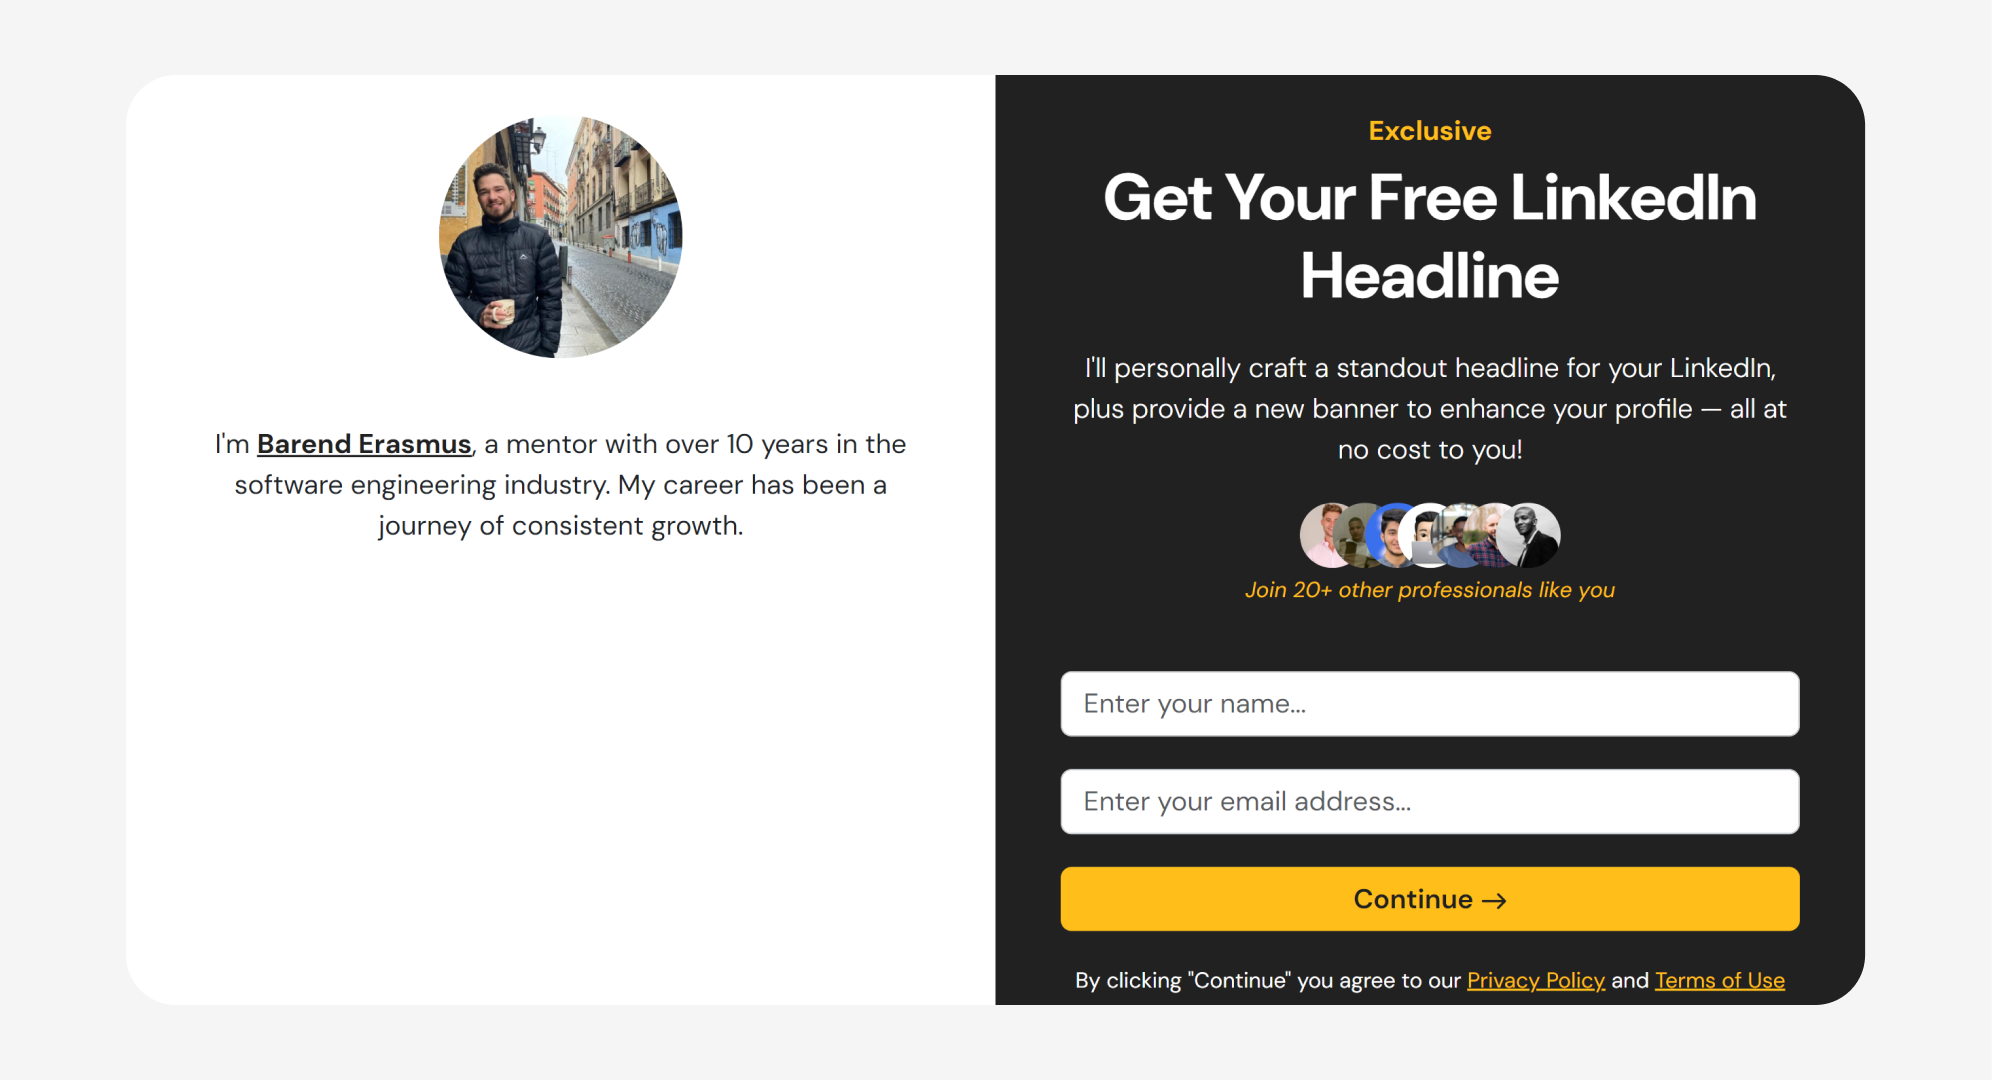 I'm Barend Erasmus, a mentor with over 10 years in the
software engineering industry. My career has been a
journey of consistent growth.
Exclusive
Get Your Free LinkedIn
Headline
I'll personally craft a standout headline for your LinkedIn,
plus provide a new banner to enhance your profile — all at
no cost to you!
Join 20+ other professionals like you
Enter your name...
Enter your email address...
Continue →
By clicking "Continue" you agree to our Privacy Policy and Terms of Use